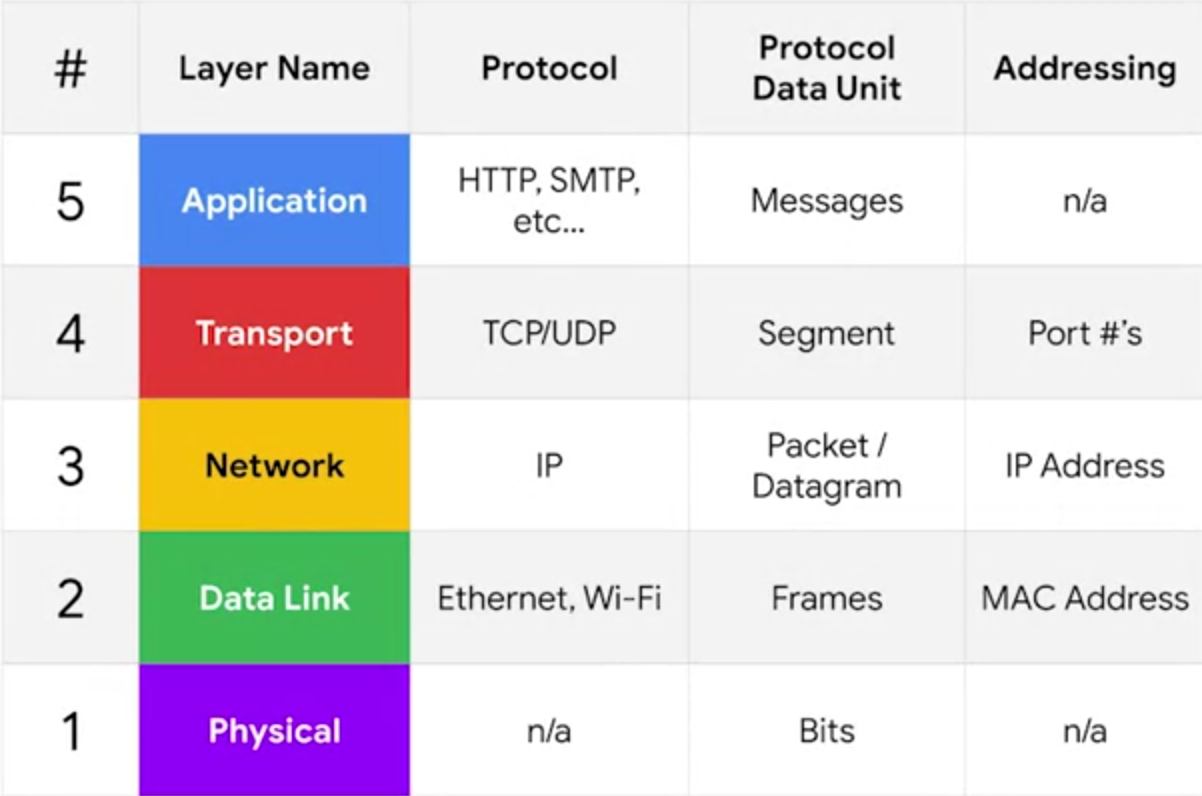 # Layer Name Protocol Protocol Data Unit Addressing
5 Application HTTP, SMTP, etc... Messages n/a
4 Transport TCP/UDP Segment Port #’s
3 Network IP Packet / Datagram IP Address
2 Data Link Ethernet, Wi-Fi Frames MAC Address
1 Physical n/a Bits n/a